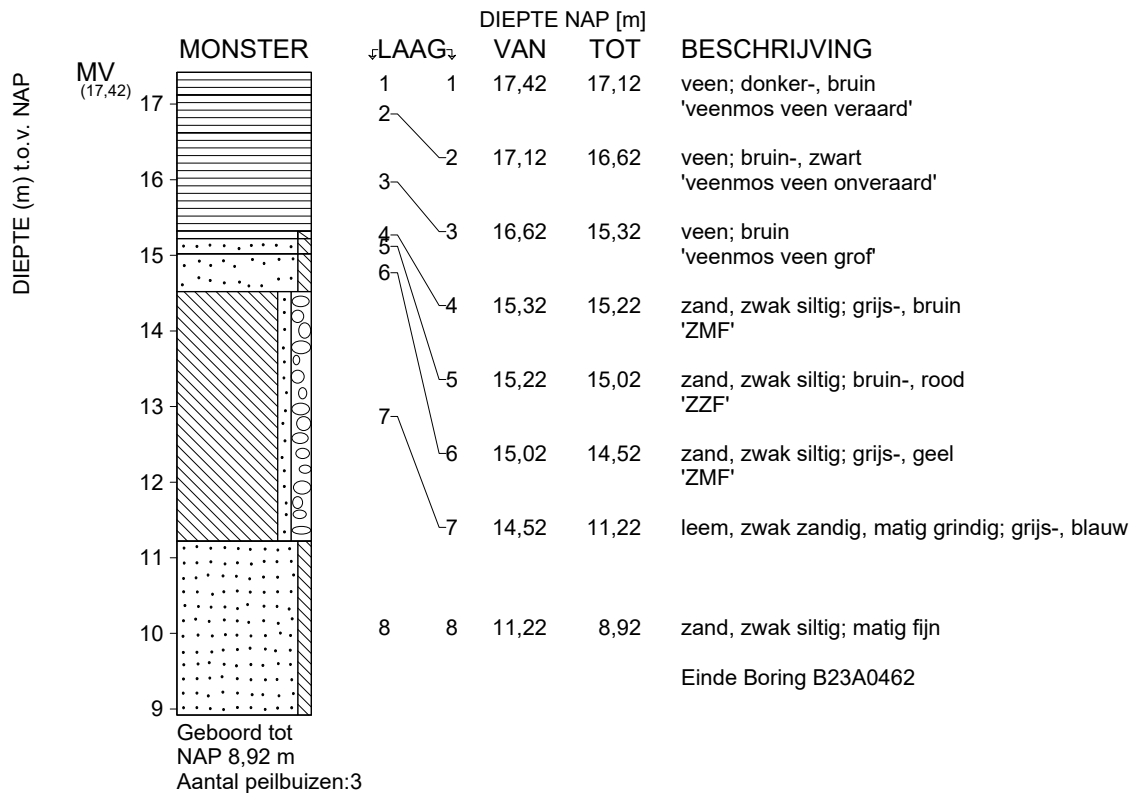 DIEPTE NAP [m]
MONSTER LAAG VAN TOT BESCHRIJVING
DIEPTE (m) t.o.v. NAP
MV
(17,42)
1 1 17,42 17,12 veen; donker-, bruin
'veenmos veen veraard'
17
2
2 17,12 16,62 veen; bruin-, zwart
'veenmos veen onveraard'
16
3
3 16,62 15,32 veen; bruin
'veenmos veen grof'
15
4
5
6
4 15,32 15,22 zand, zwak siltig; grijs-, bruin
'ZMF'
14
5 15,22 15,02 zand, zwak siltig; bruin-, rood
'ZZF'
13
7
6 15,02 14,52 zand, zwak siltig; grijs-, geel
'ZMF'
12
7 14,52 11,22 leem, zwak zandig, matig grindig; grijs-, blauw
11
10
8 8 11,22 8,92 zand, zwak siltig; matig fijn
Einde Boring B23A0462
9
Geboord tot
NAP 8,92 m
Aantal peilbuizen:3